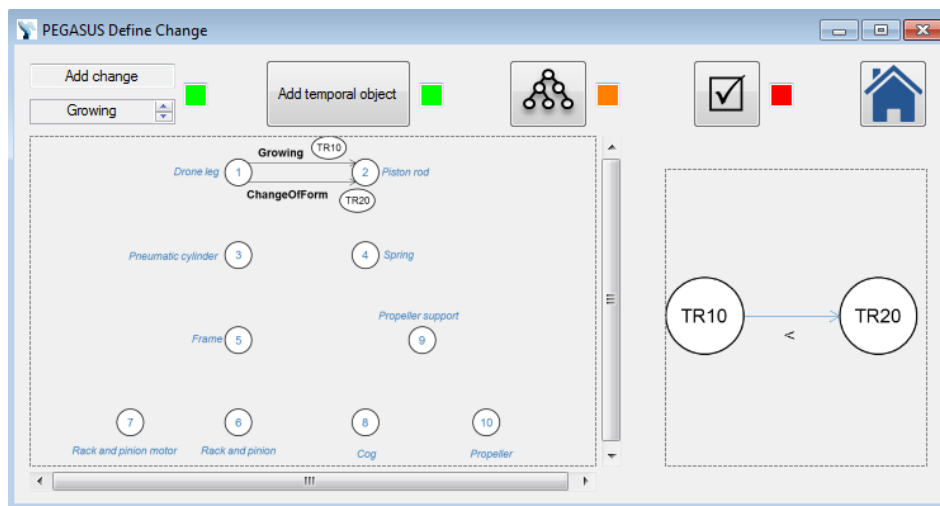 PEGASUS Define Change
Add change
Growing
Add temporal object
Growing TR10
Drone leg 1 2 Piston rod
ChangeOfForm TR20
Pneumatic cylinder 3 4 Spring
Propeller support
Frame 5 9
7 6 8 10
Rack and pinion motor Rack and pinion Cog Propeller
TR10 TR20
<